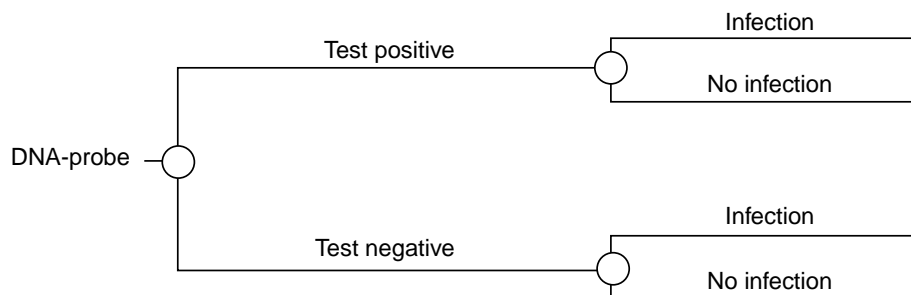 Infection
Test positive
No infection
DNA-probe
Infection
Test negative
No infection